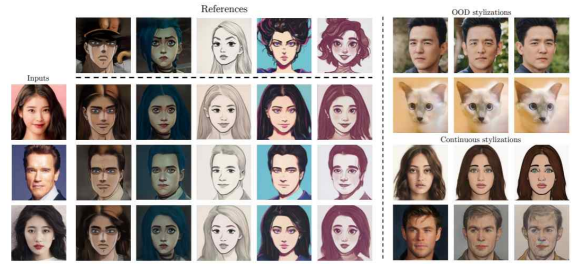 References
OOD stylizations
Inputs
Continuous stylizations